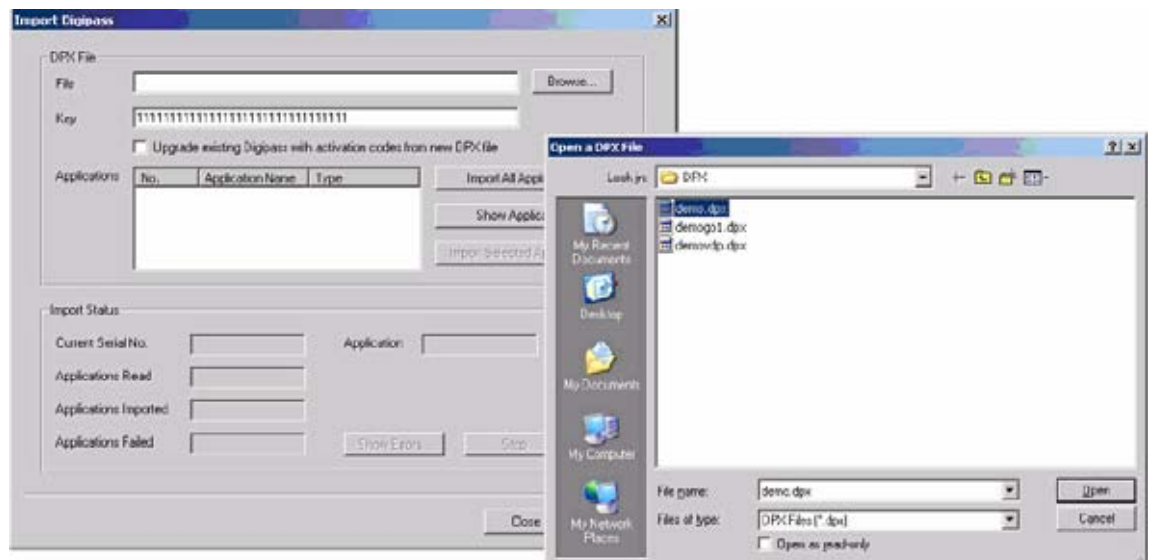 Import Digipass
DPX File
File
Browse...
Key
11111111111111111111111111111111
Upgrade existing Digipass with activation codes from new DPX file
Applications
No. Application Name Type
Import All Appli
Show Applica
Import Selected Ap
Import Status
Current Serial No.
Application
Applications Read
Applications Imported
Applications Failed
Show Errors
Stop
Close
Open a DPX File
Look in: DPX
demo.dpx
demogo1.dpx
demovdp.dpx
My Recent
Documents
Desktop
My Documents
My Computer
My Network
Places
File name: demo.dpx
Open
Files of type: DPX Files (*.dpx)
Cancel
Open as read-only